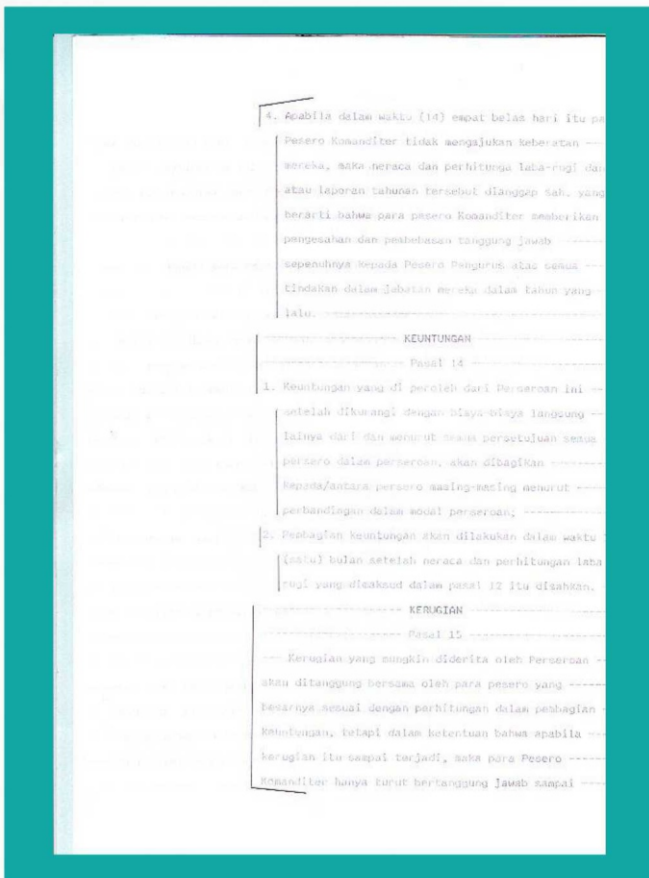 4. Apabila dalam waktu (14) empat belas hari itu pa
Pesero Komanditer tidak mengajukan keberatan ---
mereka, maka neraca dan perhitunga laba-rugi dan
atau laporan tahunan tersebut dianggap sah, yang
berarti bahwa para pesero Komanditer memberikan
pengesahan dan pembebasan tanggung jawab ------
sepenuhnya kepada Pesero Pengurus atas semua ---
tindakan dalam jabatan mereka dalam tahun yang --
lalu. ----------------------------------------
-------------------- KEUNTUNGAN --------------------
-------------------- Pasal 14 --------------------
1. Keuntungan yang di peroleh dari Perseroan ini --
setelah dikurangi dengan biaya biaya langsung --
lainya dari dan menurut persetujuan semua
persero dalam perseroan, akan dibagikan --------
kepada/antara persero masing-masing menurut -----
perbandingan dalam modal perseroan; ------------
2. Pembagian keuntungan akan dilakukan dalam waktu
(satu) bulan setelah neraca dan perhitungan laba
rugi yang dimaksud dalam pasal 12 itu disahkan.
-------------------- KERUGIAN --------------------
-------------------- Pasal 15 --------------------
--- Kerugian yang mungkin diderita oleh Perseroan --
akan ditanggung bersama oleh para pesero yang -----
besarnya sesuai dengan perhitungan dalam pembagian -
keuntungan, tetapi dalam ketentuan bahwa apabila ---
kerugian itu sampai terjadi, maka para Pesero -----
Komanditer hanya turut bertanggung jawab sampai ----